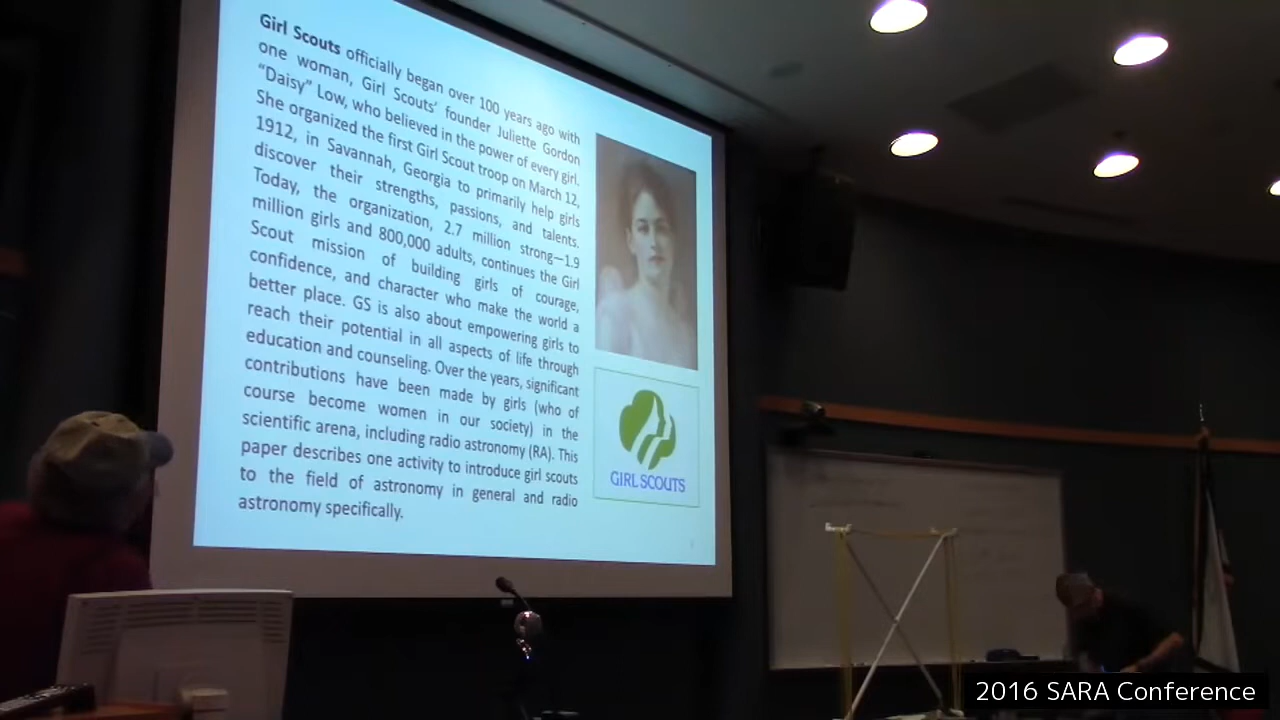 Girl Scouts officially began over 100 years ago with
one woman, Girl Scouts' founder Juliette Gordon
“Daisy” Low, who believed in the power of every girl.
She organized the first Girl Scout troop on March 12,
1912, in Savannah, Georgia to primarily help girls
discover their strengths, passions, and talents.
Today, the organization, 2.7 million strong—1.9
million girls and 800,000 adults, continues the Girl
Scout mission of building girls of courage,
confidence, and character who make the world a
better place. GS is also about empowering girls to
reach their potential in all aspects of life through
education and counseling. Over the years, significant
contributions have been made by girls (who of
course become women in our society) in the
scientific arena, including radio astronomy (RA). This
paper describes one activity to introduce girl scouts
to the field of astronomy in general and radio
astronomy specifically.
GIRL SCOUTS
2016 SARA Conference